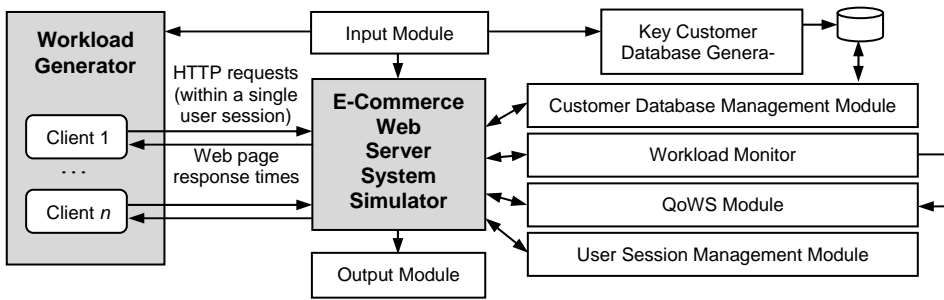 Workload
Generator
Input Module
Key Customer
Database Genera-
HTTP requests
(within a single
user session)
E-Commerce
Web
Server
System
Simulator
Customer Database Management Module
Client 1
Web page
response times
Workload Monitor
...
Client n
QoWS Module
User Session Management Module
Output Module